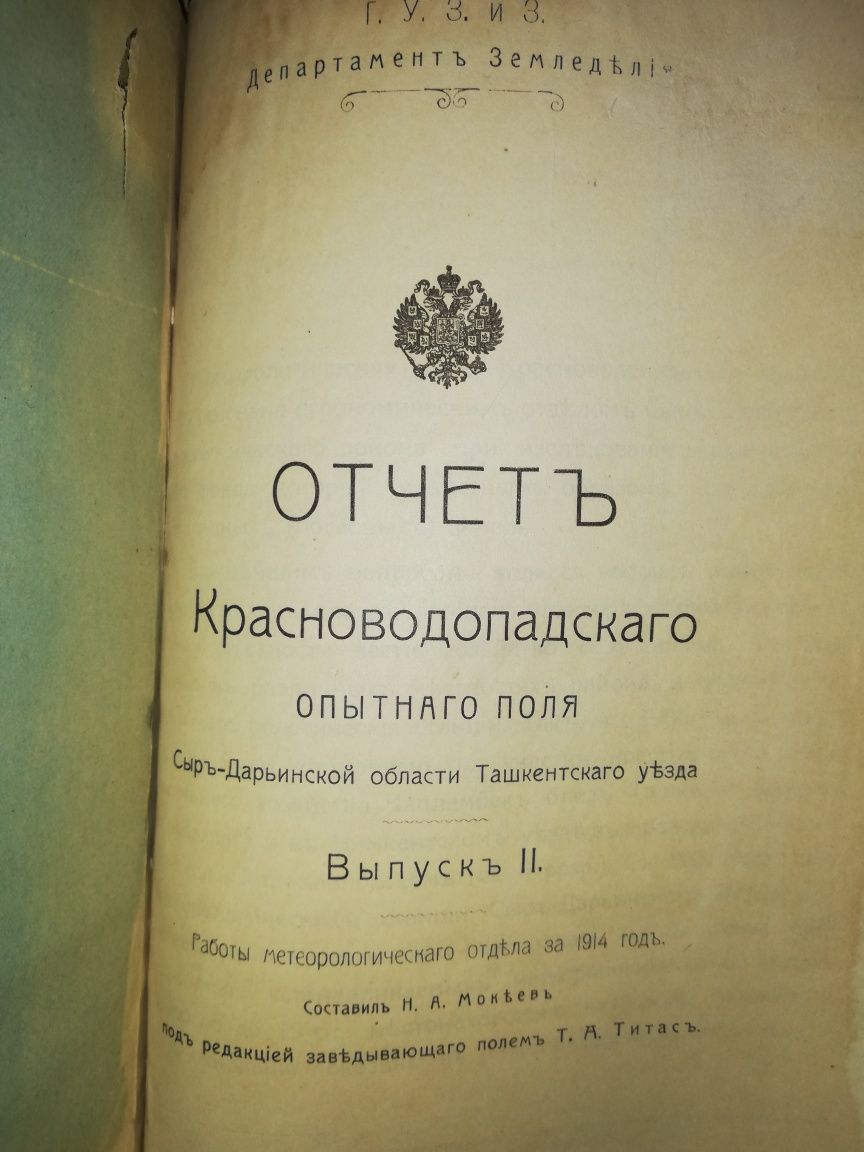 Г. У. З. и З.
Департаментъ Земледѣлія
ОТЧЕТЪ
Красноводопадскаго
опытнаго поля
Сыръ-Дарьинской области Ташкентскаго уѣзда
Выпускъ II.
Работы метеорологическаго отдѣла за 1914 годъ.
Составилъ Н. А. Мокѣевъ
подъ редакціей завѣдывающаго полемъ Т. А. Титасъ.